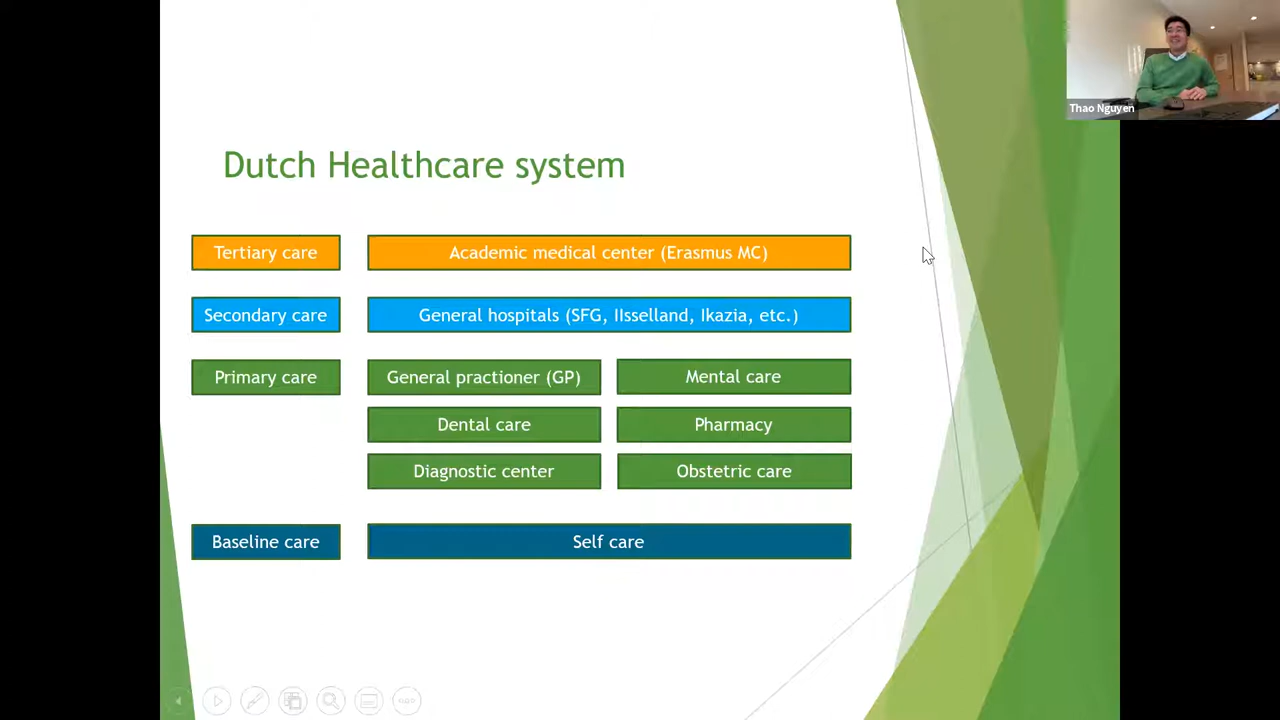 Thao Nguyen
Dutch Healthcare system
Tertiary care
Academic medical center (Erasmus MC)
Secondary care
General hospitals (SFG, IJsselland, Ikazia, etc.)
Primary care
General practioner (GP)
Mental care
Dental care
Pharmacy
Diagnostic center
Obstetric care
Baseline care
Self care